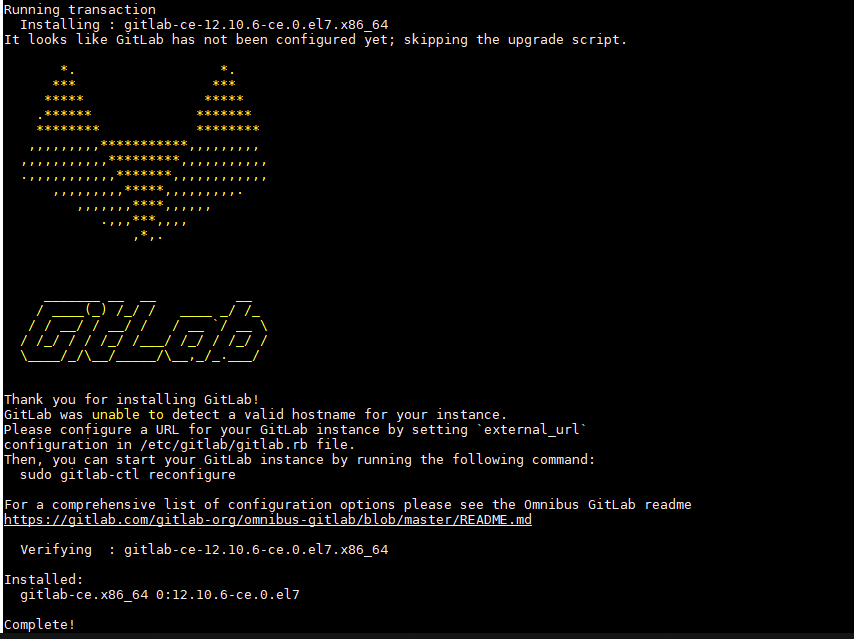 Running transaction
  Installing : gitlab-ce-12.10.6-ce.0.el7.x86_64
It looks like GitLab has not been configured yet; skipping the upgrade script.

       *.                  *.
      ***                 ***
     *****               *****
    .******             *******
    ********            ********
   ,,,,,,,,,***********,,,,,,,,,
  ,,,,,,,,,,,*********,,,,,,,,,,,
  .,,,,,,,,,,,*******,,,,,,,,,,,,
      ,,,,,,,,,*****,,,,,,,,,.
         ,,,,,,,****,,,,,,
            .,,,***,,,,
                ,*,.

     _______ __  __          __
    / ____(_) /_/ /   ____ _/ /_
   / / __/ / __/ /   / __ `/ __ \
  / /_/ / / /_/ /___/ /_/ / /_/ /
  \____/_/\__/_____/\__,_/_.___/

Thank you for installing GitLab!
GitLab was unable to detect a valid hostname for your instance.
Please configure a URL for your GitLab instance by setting `external_url`
configuration in /etc/gitlab/gitlab.rb file.
Then, you can start your GitLab instance by running the following command:
  sudo gitlab-ctl reconfigure

For a comprehensive list of configuration options please see the Omnibus GitLab readme
https://gitlab.com/gitlab-org/omnibus-gitlab/blob/master/README.md

  Verifying  : gitlab-ce-12.10.6-ce.0.el7.x86_64

Installed:
  gitlab-ce.x86_64 0:12.10.6-ce.0.el7

Complete!